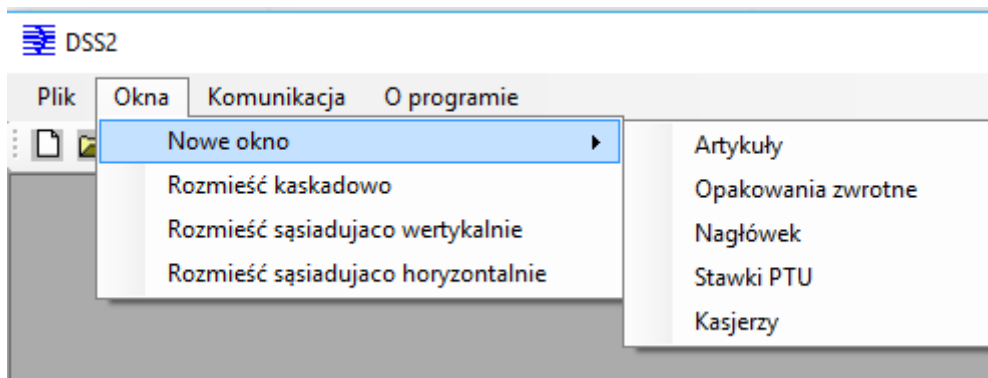 DSS2
Plik Okna Komunikacja O programie
Nowe okno
Rozmieść kaskadowo
Rozmieść sąsiadujaco wertykalnie
Rozmieść sąsiadujaco horyzontalnie
Artykuły
Opakowania zwrotne
Nagłówek
Stawki PTU
Kasjerzy